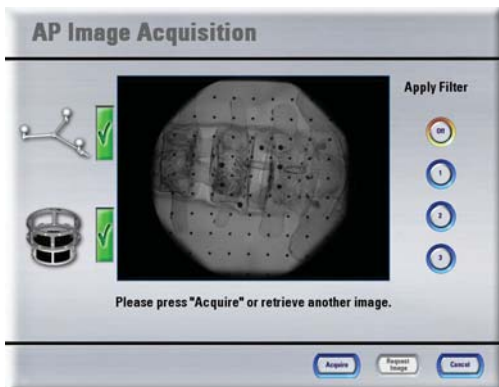 AP Image Acquisition
Apply Filter
Off
1
2
3
Please press "Acquire" or retrieve another image.
Acquire
Request
Image
Cancel